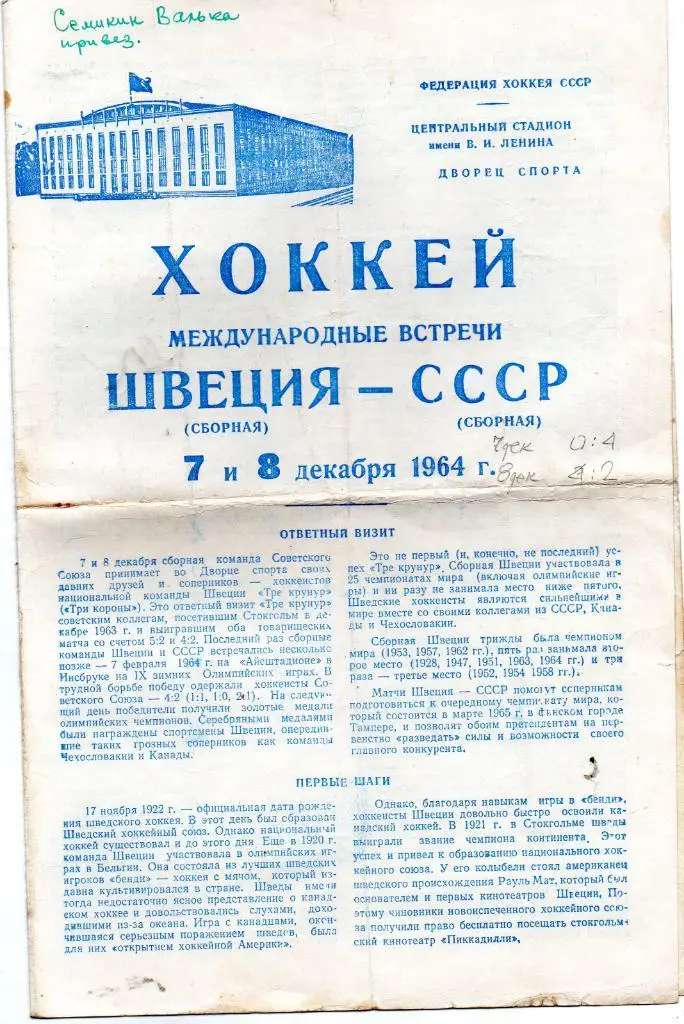 Семикин Валька
привез.
ФЕДЕРАЦИЯ ХОККЕЯ СССР
ЦЕНТРАЛЬНЫЙ СТАДИОН
имени В. И. ЛЕНИНА
ДВОРЕЦ СПОРТА
ХОККЕЙ
МЕЖДУНАРОДНЫЕ ВСТРЕЧИ
ШВЕЦИЯ — СССР
(СБОРНАЯ) (СБОРНАЯ)
7 и 8 декабря 1964 г.
7 дек 0:4
8 дек :2
ОТВЕТНЫЙ ВИЗИТ
7 и 8 декабря сборная команда Советского
Союза принимает во Дворце спорта своих
давних друзей и соперников — хоккеистов
национальной команды Швеции «Тре крунур»
(«Три короны»). Это ответный визит «Тре крунур»
советским коллегам, посетившим Стокгольм в де-
кабре 1963 г. и выигравшим оба товарищеских
матча со счетом 5:2 и 4:2. Последний раз сборные
команды Швеции и СССР встречались несколько
позже — 7 февраля 1964 г. на «Айсштадионе» в
Инсбруке на IX зимних Олимпийских играх. В
трудной борьбе победу одержали хоккеисты Со-
ветского Союза — 4:2 (1:1, 1:0, 2:1). На следую-
щий день победители получили золотые медали
олимпийских чемпионов. Серебряными медалями
были награждены спортсмены Швеции, опередив-
шие таких грозных соперников как команды
Чехословакии и Канады.
Это не первый (и, конечно, не последний) ус-
пех «Тре крунур». Сборная Швеции участвовала в
25 чемпионатах мира (включая олимпийские иг-
ры) и ни разу не занимала место ниже пятого.
Шведские хоккеисты являются сильнейшими в
мире вместе со своими коллегами из СССР, Кана-
ды и Чехословакии.
Сборная Швеции трижды была чемпионом
мира (1953, 1957, 1962 гг.), пять раз занимала вто-
рое место (1928, 1947, 1951, 1963, 1964 гг.) и три
раза — третье место (1952, 1954 1958 гг.).
Матчи Швеция — СССР помогут соперникам
подготовиться к очередному чемпионату мира, ко-
торый состоится в марте 1965 г. в финском городе
Тампере, и позволит обоим претендентам на пер-
венство «разведать» силы и возможности своего
главного конкурента.
ПЕРВЫЕ ШАГИ
17 ноября 1922 г. — официальная дата рожде-
ния шведского хоккея. В этот день был образован
Шведский хоккейный союз. Однако национальный
хоккей существовал и до этого дня. Еще в 1920 г.
команда Швеции участвовала в олимпийских играх
в Бельгии. Она состояла из лучших шведских
игроков «бенди» — хоккея с мячом, который из-
давна культивировался в стране. Шведы имели
тогда недостаточно ясное представление о канад-
ском хоккее и довольствовались слухами, дохо-
дившими из-за океана. Игра с канадцами, окон-
чившаяся серьезным поражением шведов, была
для них «открытием хоккейной Америки».
Однако, благодаря навыкам игры в «бенди»,
хоккеисты Швеции довольно быстро освоили ка-
надский хоккей. В 1921 г. в Стокгольме шведы
выиграли звание чемпиона континента. Этот
успех и привел к образованию национального хок-
кейного союза. У его колыбели стоял американец
шведского происхождения Рауль Мат, который был
основателем и первых кинотеатров Швеции. По-
этому чиновники новоиспеченного хоккейного сою-
за получили право бесплатно посещать стокгольм-
ский кинотеатр «Пиккадилли».